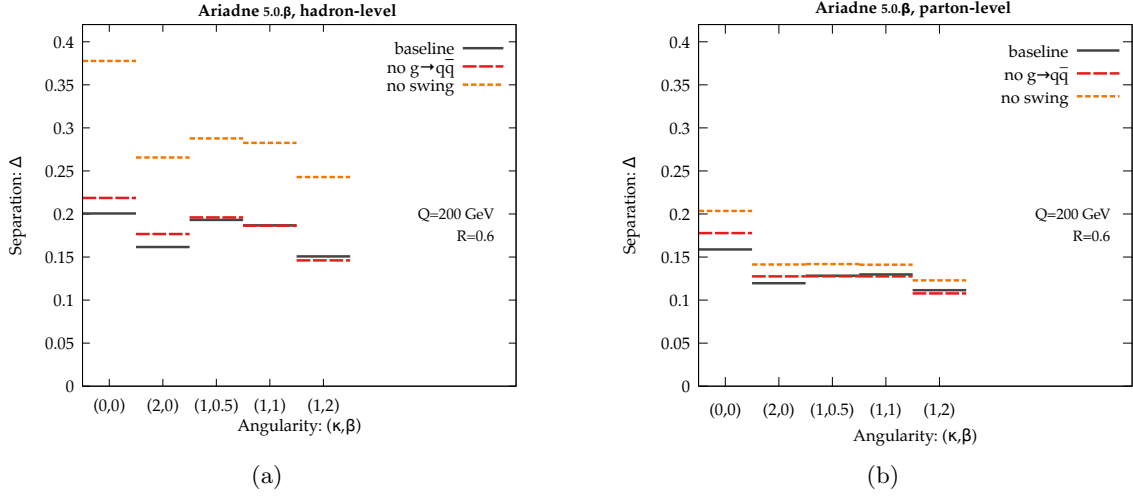 Ariadne 5.0.β, hadron-level
0.4
0.35
0.3
0.25
0.2
0.15
0.1
0.05
0
Separation: Δ
baseline
no g→qq̅
no swing
Q=200 GeV
R=0.6
(0,0) (2,0) (1,0.5) (1,1) (1,2)
Angularity: (κ,β)
(a)
Ariadne 5.0.β, parton-level
0.4
0.35
0.3
0.25
0.2
0.15
0.1
0.05
0
Separation: Δ
baseline
no g→qq̅
no swing
Q=200 GeV
R=0.6
(0,0) (2,0) (1,0.5) (1,1) (1,2)
Angularity: (κ,β)
(b)